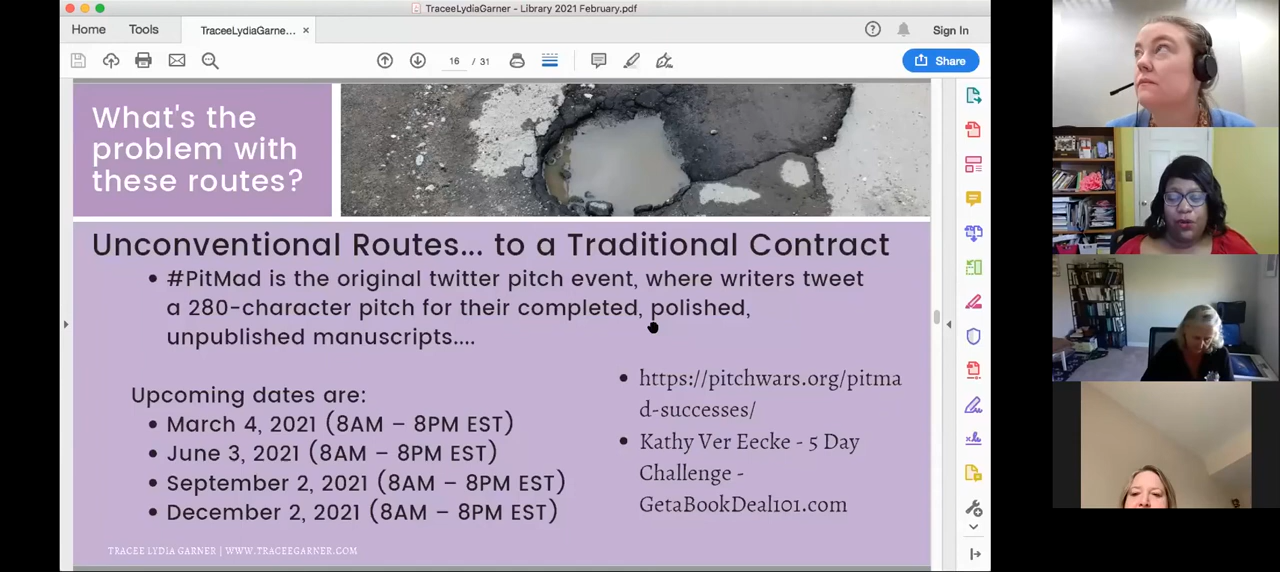 TraceeLydiaGarner - Library 2021 February.pdf
Home
Tools
TraceeLydiaGarne...
Sign In
16 / 31
Share
What's the
problem with
these routes?
Unconventional Routes... to a Traditional Contract
• #PitMad is the original twitter pitch event, where writers tweet
a 280-character pitch for their completed, polished,
unpublished manuscripts....
Upcoming dates are:
• March 4, 2021 (8AM – 8PM EST)
• June 3, 2021 (8AM – 8PM EST)
• September 2, 2021 (8AM – 8PM EST)
• December 2, 2021 (8AM – 8PM EST)
• https://pitchwars.org/pitma
d-successes/
• Kathy Ver Eecke - 5 Day
Challenge -
GetaBookDeal101.com
TRACEE LYDIA GARNER | WWW.TRACEEGARNER.COM